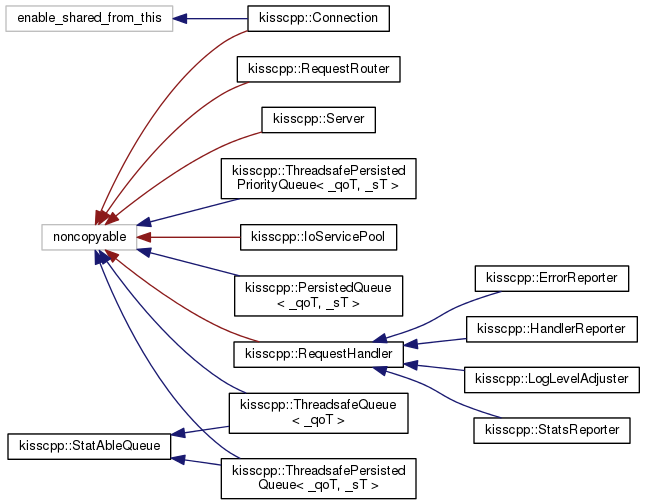 enable_shared_from_this
kisscpp::Connection
kisscpp::RequestRouter
kisscpp::Server
kisscpp::ThreadsafePersisted
PriorityQueue< _qoT, _sT >
noncopyable
kisscpp::IoServicePool
kisscpp::PersistedQueue
< _qoT, _sT >
kisscpp::RequestHandler
kisscpp::ErrorReporter
kisscpp::HandlerReporter
kisscpp::LogLevelAdjuster
kisscpp::StatsReporter
kisscpp::ThreadsafeQueue
< _qoT >
kisscpp::StatAbleQueue
kisscpp::ThreadsafePersisted
Queue< _qoT, _sT >